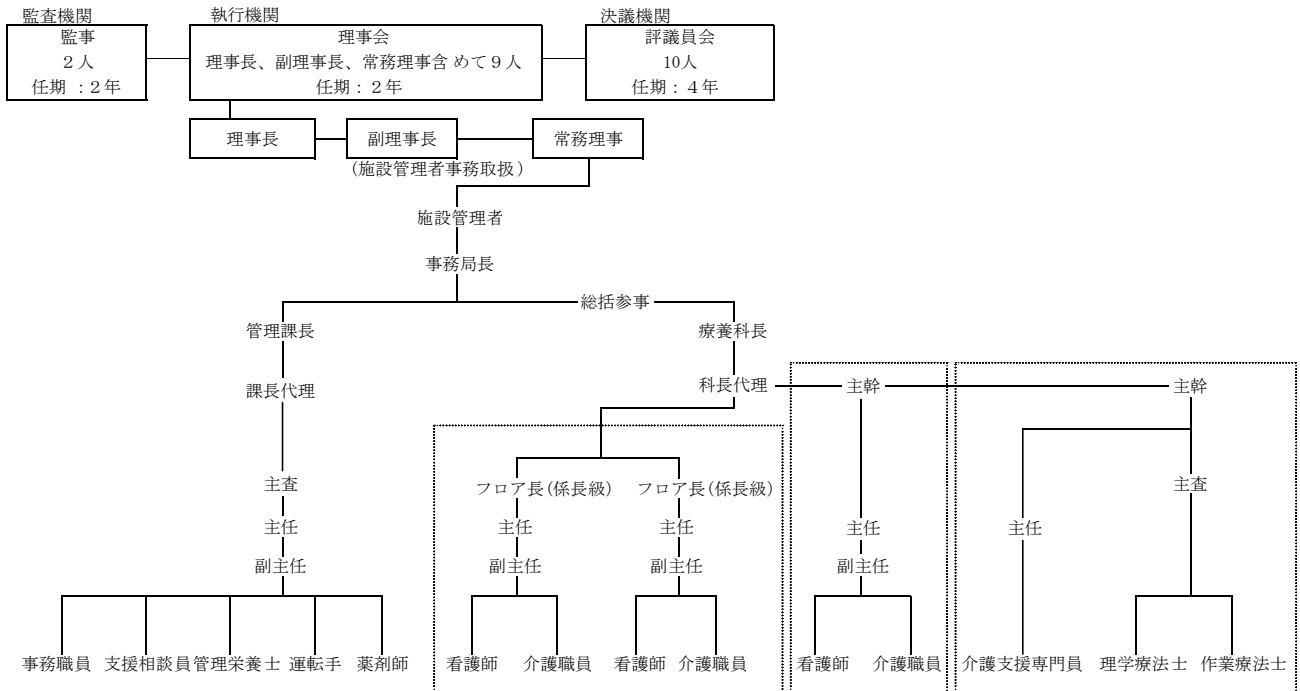 監査機関
執行機関
決議機関
監事
２人
任期 ：２年
理事会
理事長、副理事長、常務理事含めて９人
任期：２年
評議員会
10人
任期：４年
理事長
副理事長
常務理事
(施設管理者事務取扱)
施設管理者
事務局長
総括参事
管理課長
療養科長
課長代理
科長代理
主幹
主幹
主査
フロア長(係長級)
フロア長(係長級)
主査
主任
主任
主任
主任
主任
副主任
副主任
副主任
副主任
事務職員
支援相談員
管理栄養士
運転手
薬剤師
看護師
介護職員
看護師
介護職員
看護師
介護職員
介護支援専門員
理学療法士
作業療法士